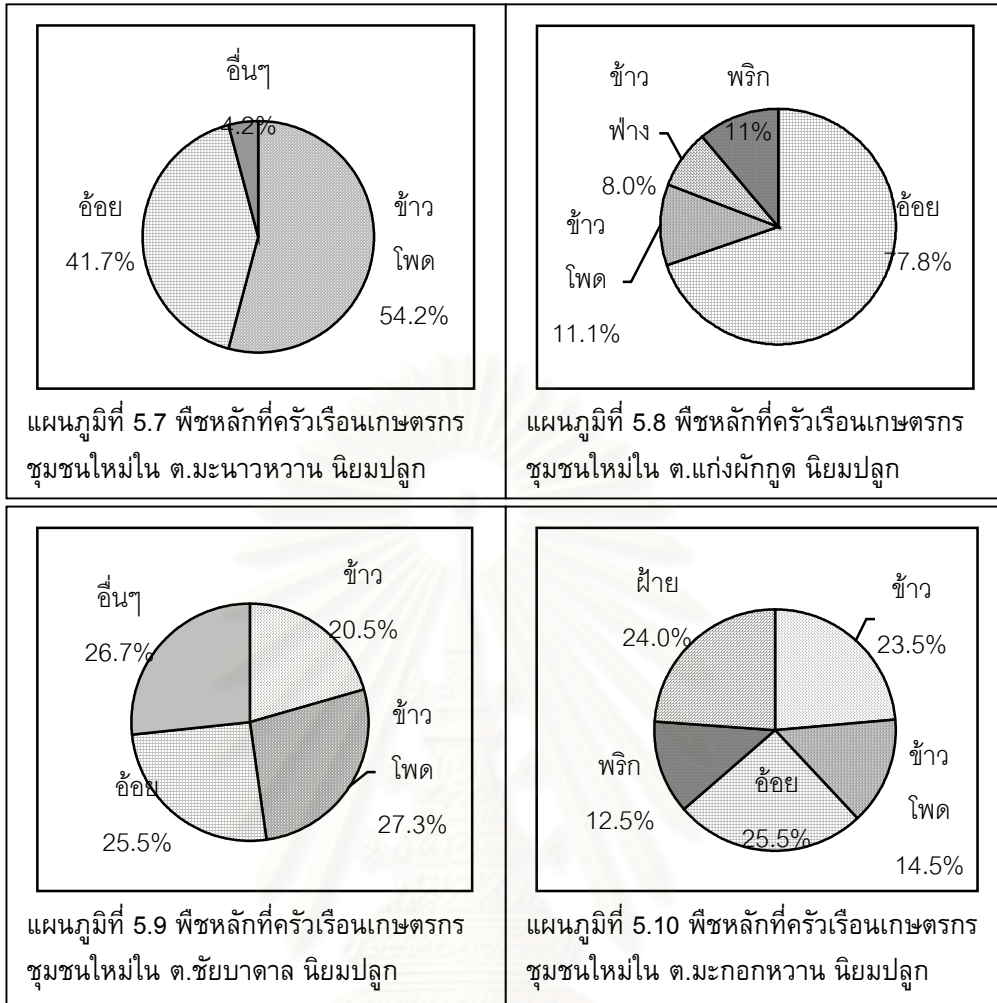 อื่นๆ
4.2%
อ้อย
41.7%
ข้าว
โพด
54.2%
แผนภูมิที่ 5.7 พืชหลักที่ครัวเรือนเกษตรกร
ชุมชนใหม่ใน ต.มะนาวหวาน นิยมปลูก
ข้าว
ฟ่าง
8.0%
พริก
11%
ข้าว
โพด
11.1%
อ้อย
77.8%
แผนภูมิที่ 5.8 พืชหลักที่ครัวเรือนเกษตรกร
ชุมชนใหม่ใน ต.แก่งผักกูด นิยมปลูก
อื่นๆ
26.7%
ข้าว
20.5%
ข้าว
โพด
27.3%
อ้อย
25.5%
แผนภูมิที่ 5.9 พืชหลักที่ครัวเรือนเกษตรกร
ชุมชนใหม่ใน ต.ชัยบาดาล นิยมปลูก
ฝ้าย
24.0%
ข้าว
23.5%
พริก
12.5%
อ้อย
25.5%
ข้าว
โพด
14.5%
แผนภูมิที่ 5.10 พืชหลักที่ครัวเรือนเกษตรกร
ชุมชนใหม่ใน ต.มะกอกหวาน นิยมปลูก